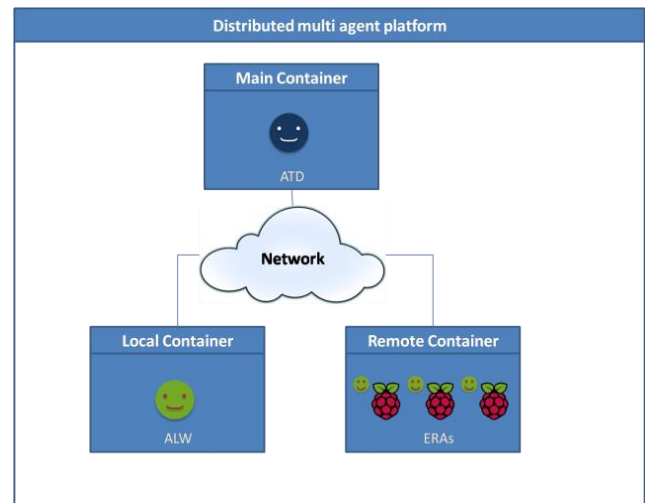 Distributed multi agent platform
Main Container
ATD
Network
Local Container
ALW
Remote Container
ERAs